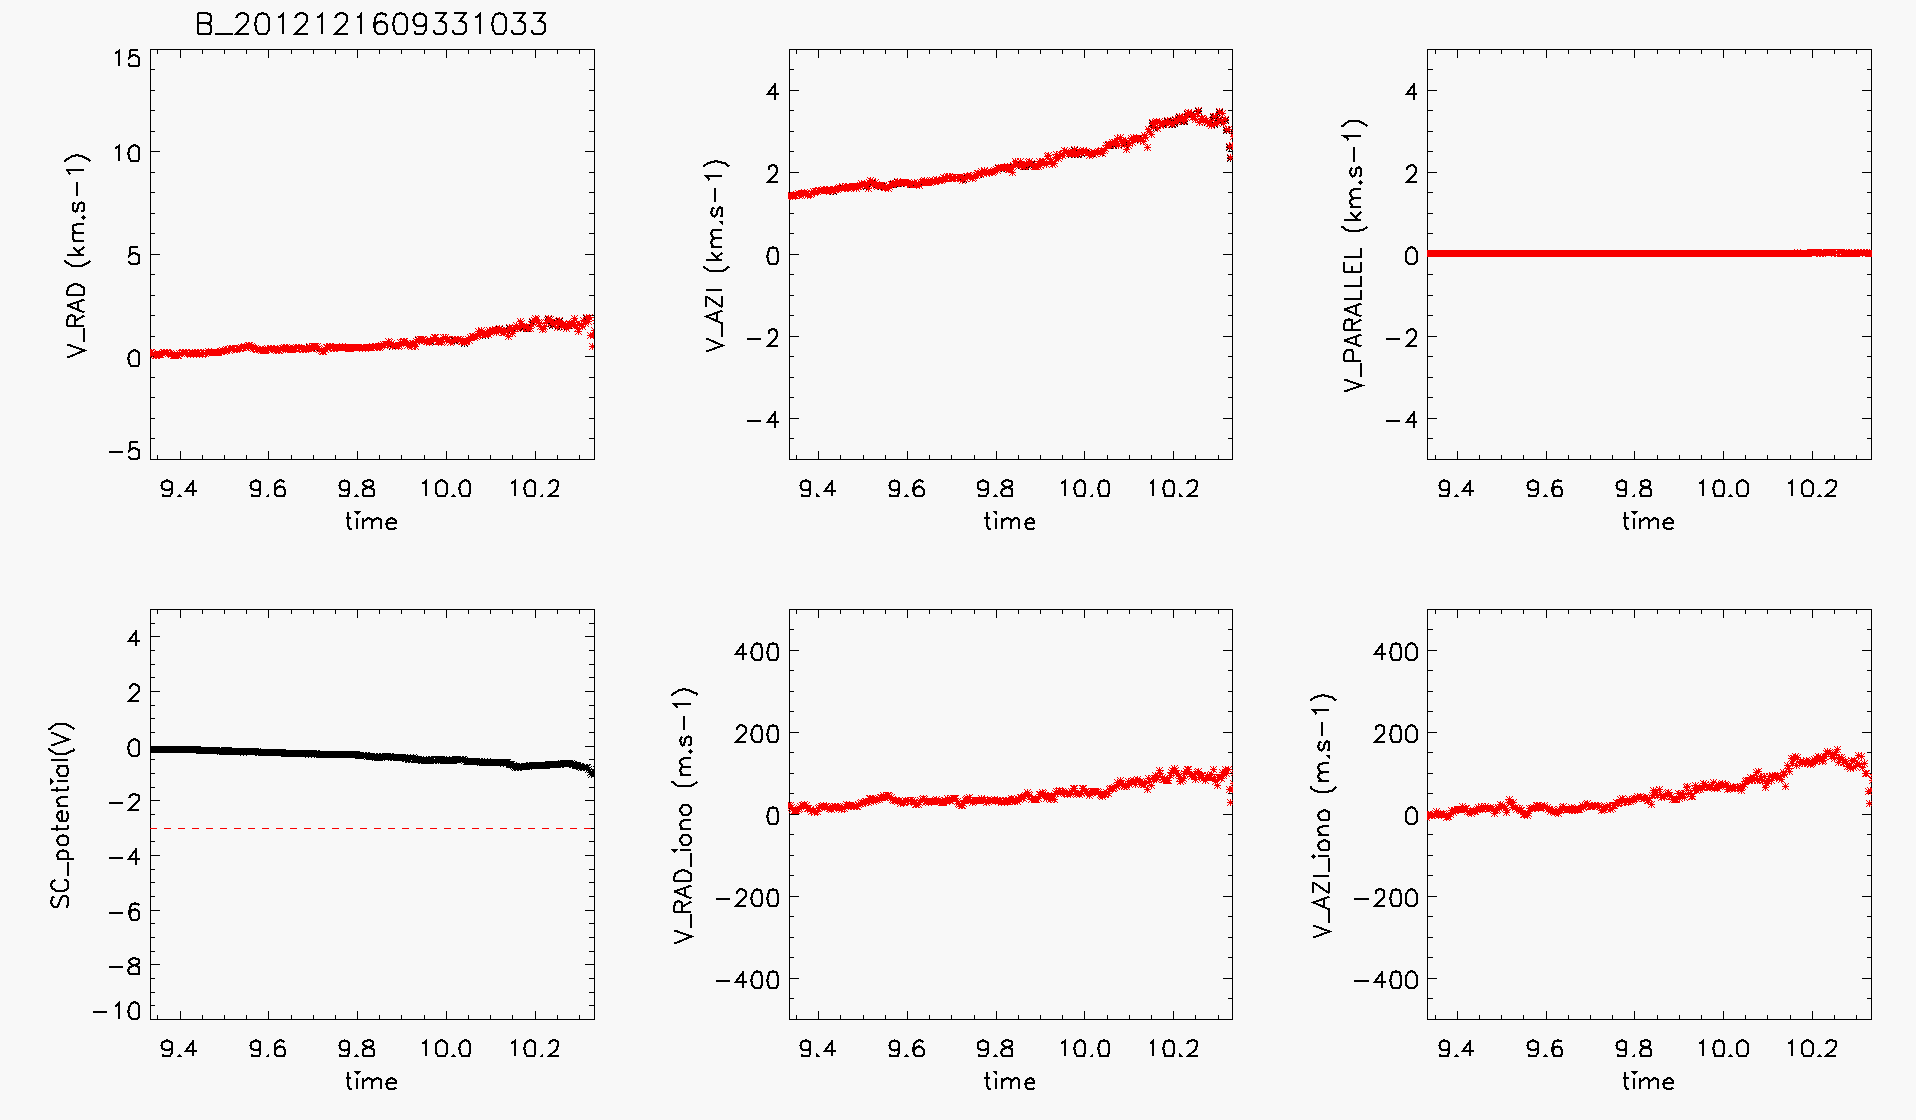 B_2012121609331033
V_RAD (km.s-1)
15
10
5
0
-5
9.4 9.6 9.8 10.0 10.2
time
V_AZI (km.s-1)
4
2
0
-2
-4
9.4 9.6 9.8 10.0 10.2
time
V_PARALLEL (km.s-1)
4
2
0
-2
-4
9.4 9.6 9.8 10.0 10.2
time
SC_potential(V)
4
2
0
-2
-4
-6
-8
-10
9.4 9.6 9.8 10.0 10.2
time
V_RAD_iono (m.s-1)
400
200
0
-200
-400
9.4 9.6 9.8 10.0 10.2
time
V_AZI_iono (m.s-1)
400
200
0
-200
-400
9.4 9.6 9.8 10.0 10.2
time